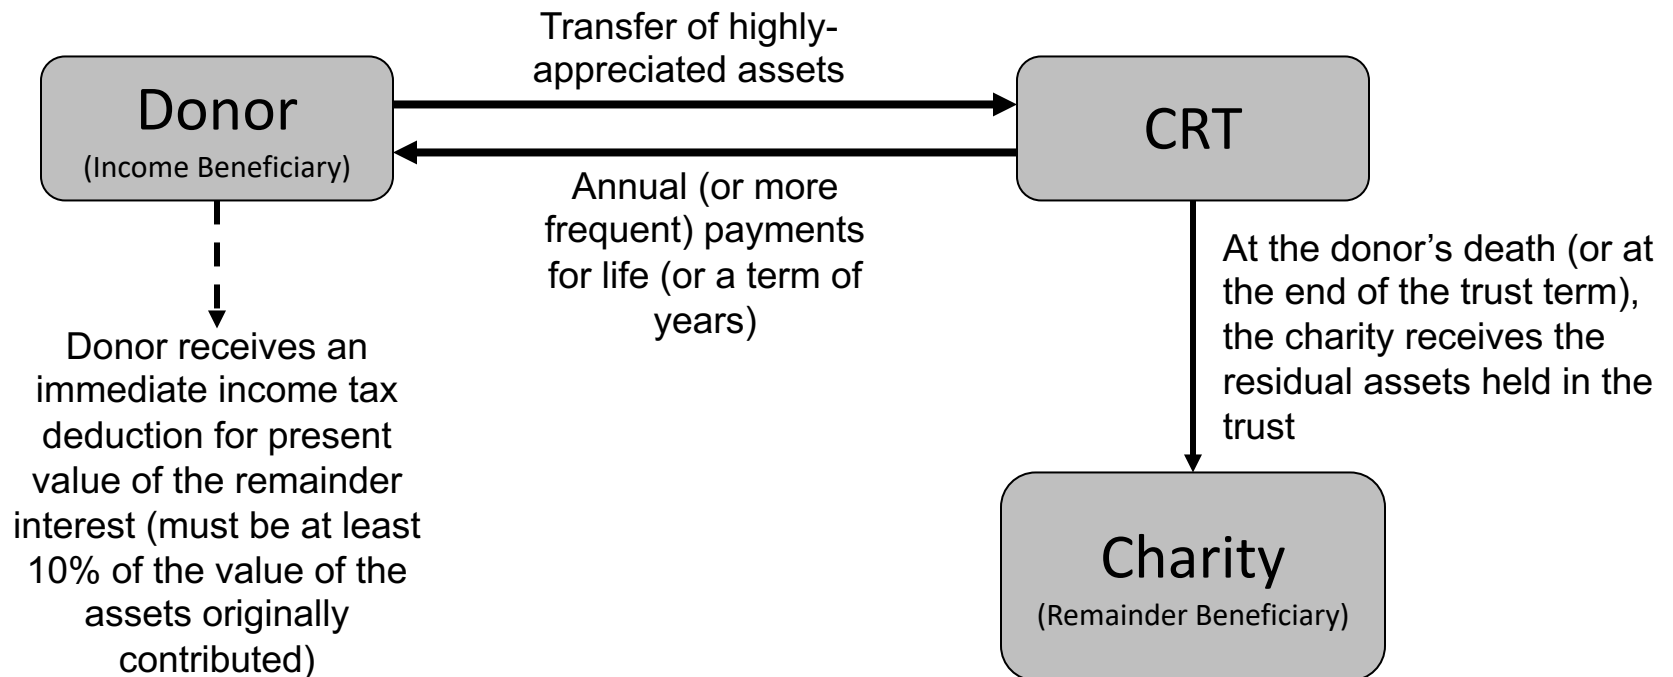 Transfer of highly-
appreciated assets
Donor
(Income Beneficiary)
CRT
Annual (or more
frequent) payments
for life (or a term of
years)
At the donor’s death (or at
the end of the trust term),
the charity receives the
residual assets held in the
trust
Donor receives an
immediate income tax
deduction for present
value of the remainder
interest (must be at least
10% of the value of the
assets originally
contributed)
Charity
(Remainder Beneficiary)